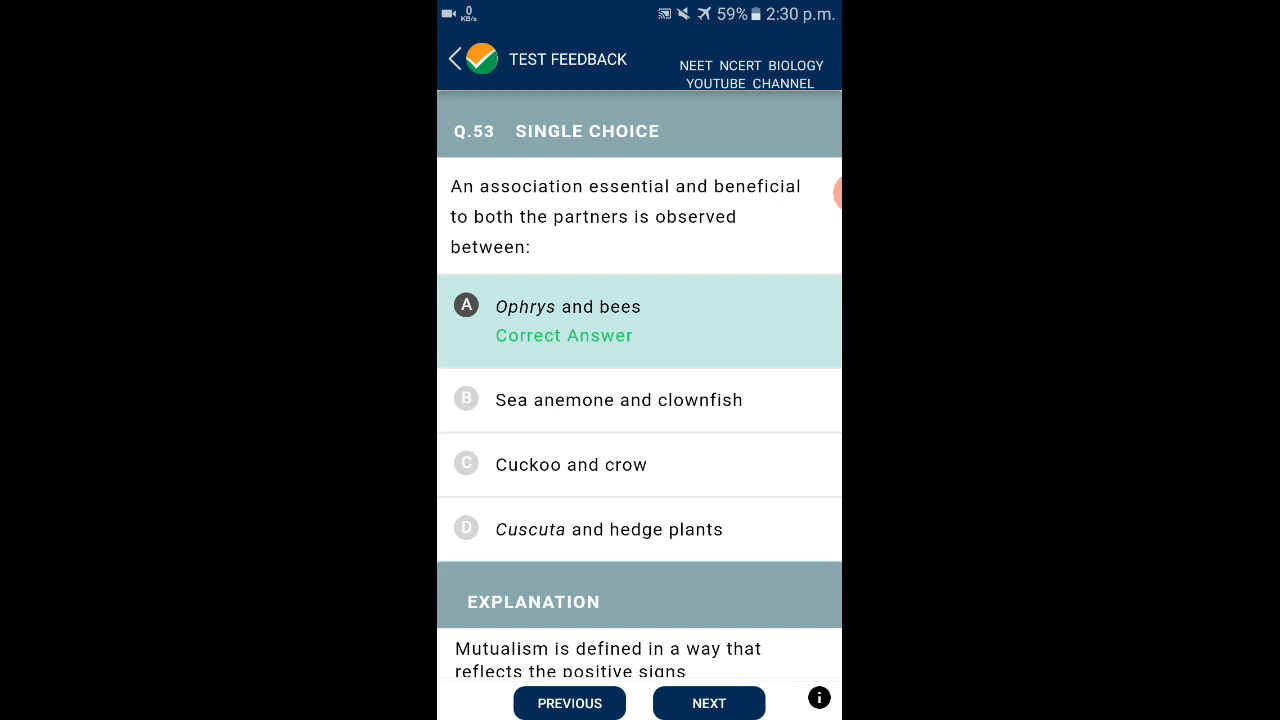 0
KB/s
59% 2:30 p.m.
TEST FEEDBACK
NEET NCERT BIOLOGY
YOUTUBE CHANNEL
Q.53 SINGLE CHOICE
An association essential and beneficial
to both the partners is observed
between:
A Ophrys and bees
Correct Answer
B Sea anemone and clownfish
C Cuckoo and crow
D Cuscuta and hedge plants
EXPLANATION
Mutualism is defined in a way that
reflects the positive signs
PREVIOUS NEXT